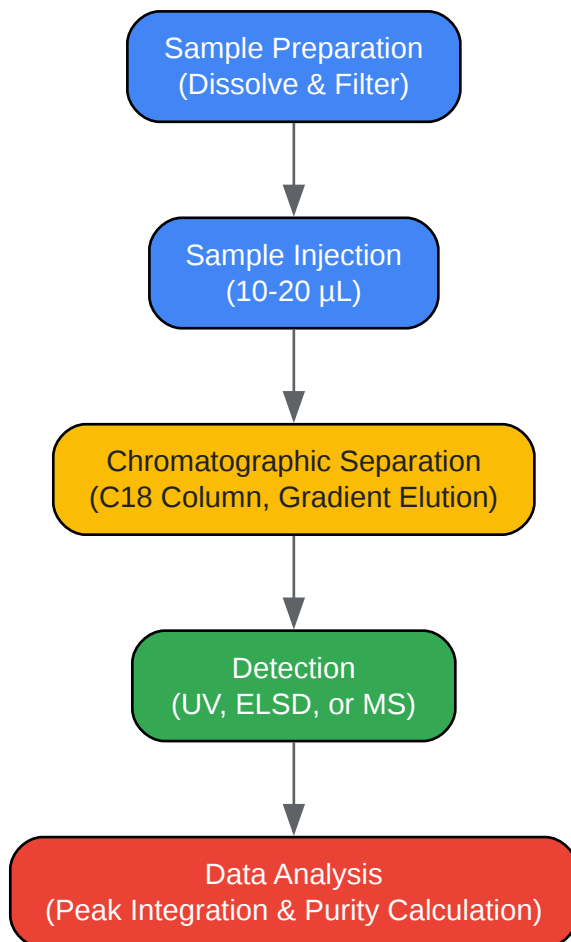 Sample Preparation
(Dissolve & Filter)
Sample Injection
(10-20 µL)
Chromatographic Separation
(C18 Column, Gradient Elution)
Detection
(UV, ELSD, or MS)
Data Analysis
(Peak Integration & Purity Calculation)